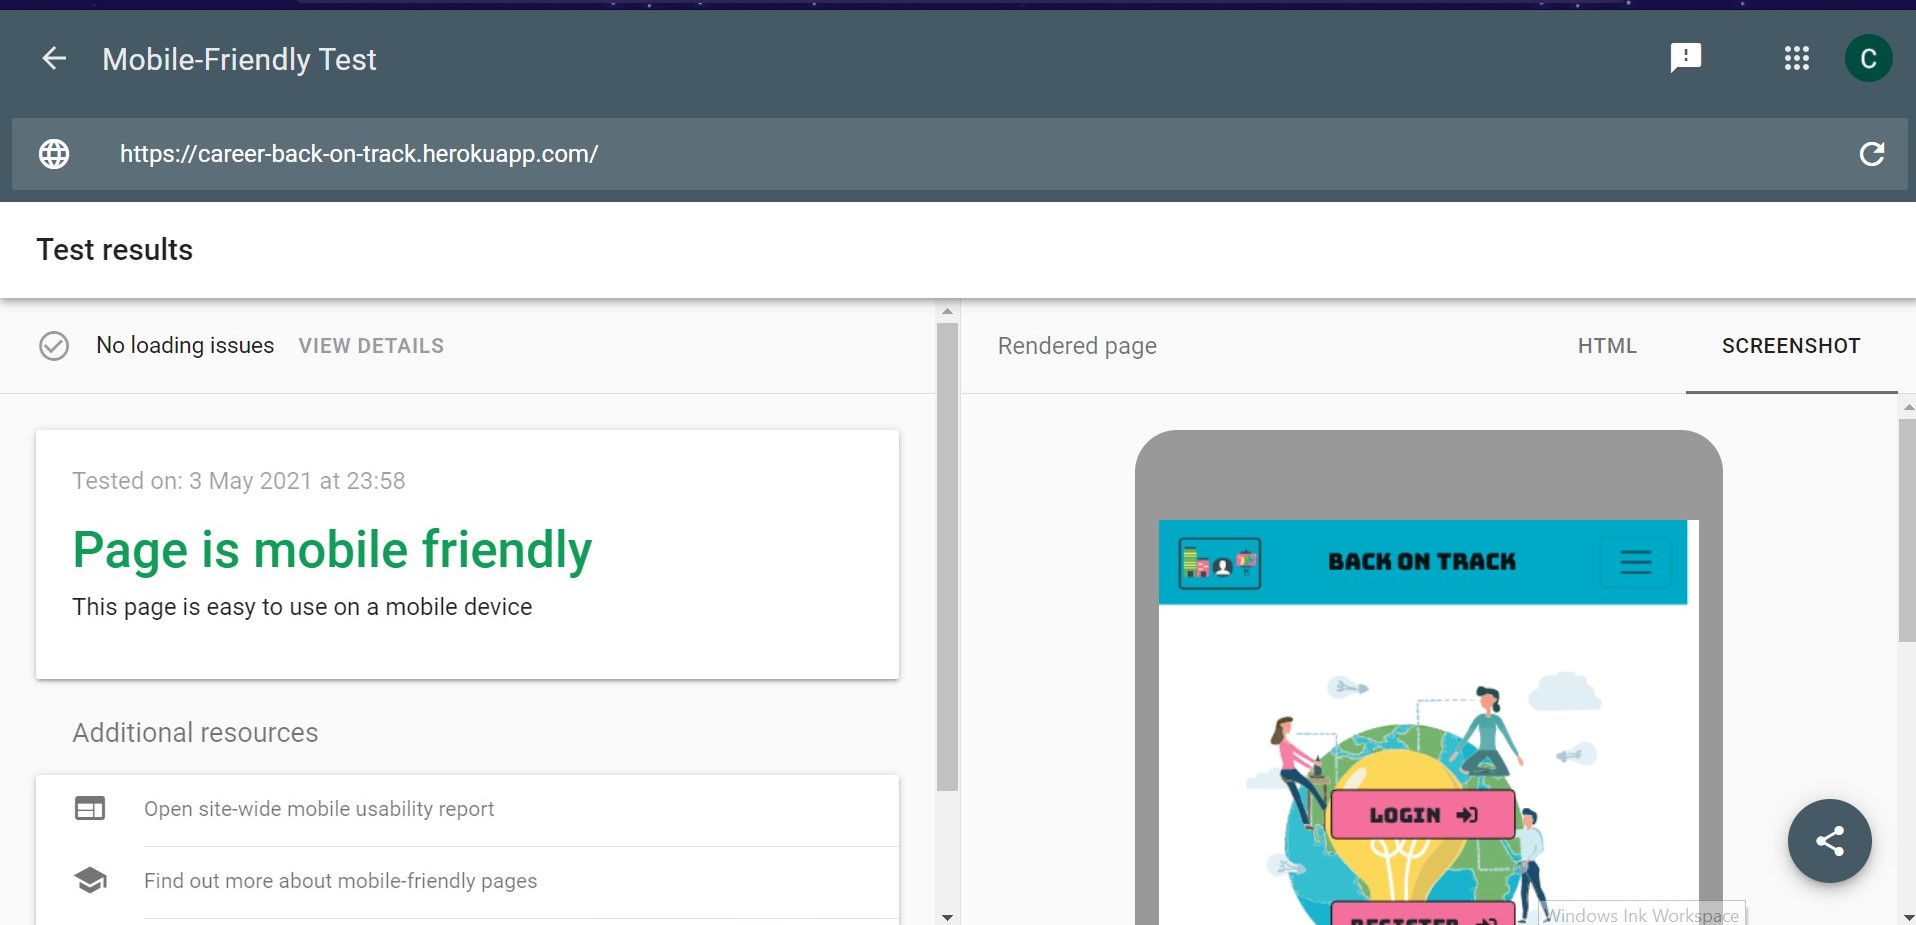 Mobile-Friendly Test
C
https://career-back-on-track.herokuapp.com/
Test results
No loading issues VIEW DETAILS
Rendered page HTML SCREENSHOT
Tested on: 3 May 2021 at 23:58
Page is mobile friendly
This page is easy to use on a mobile device
Additional resources
Open site-wide mobile usability report
Find out more about mobile-friendly pages
BACK ON TRACK
LOGIN
REGISTER
Windows Ink Workspace